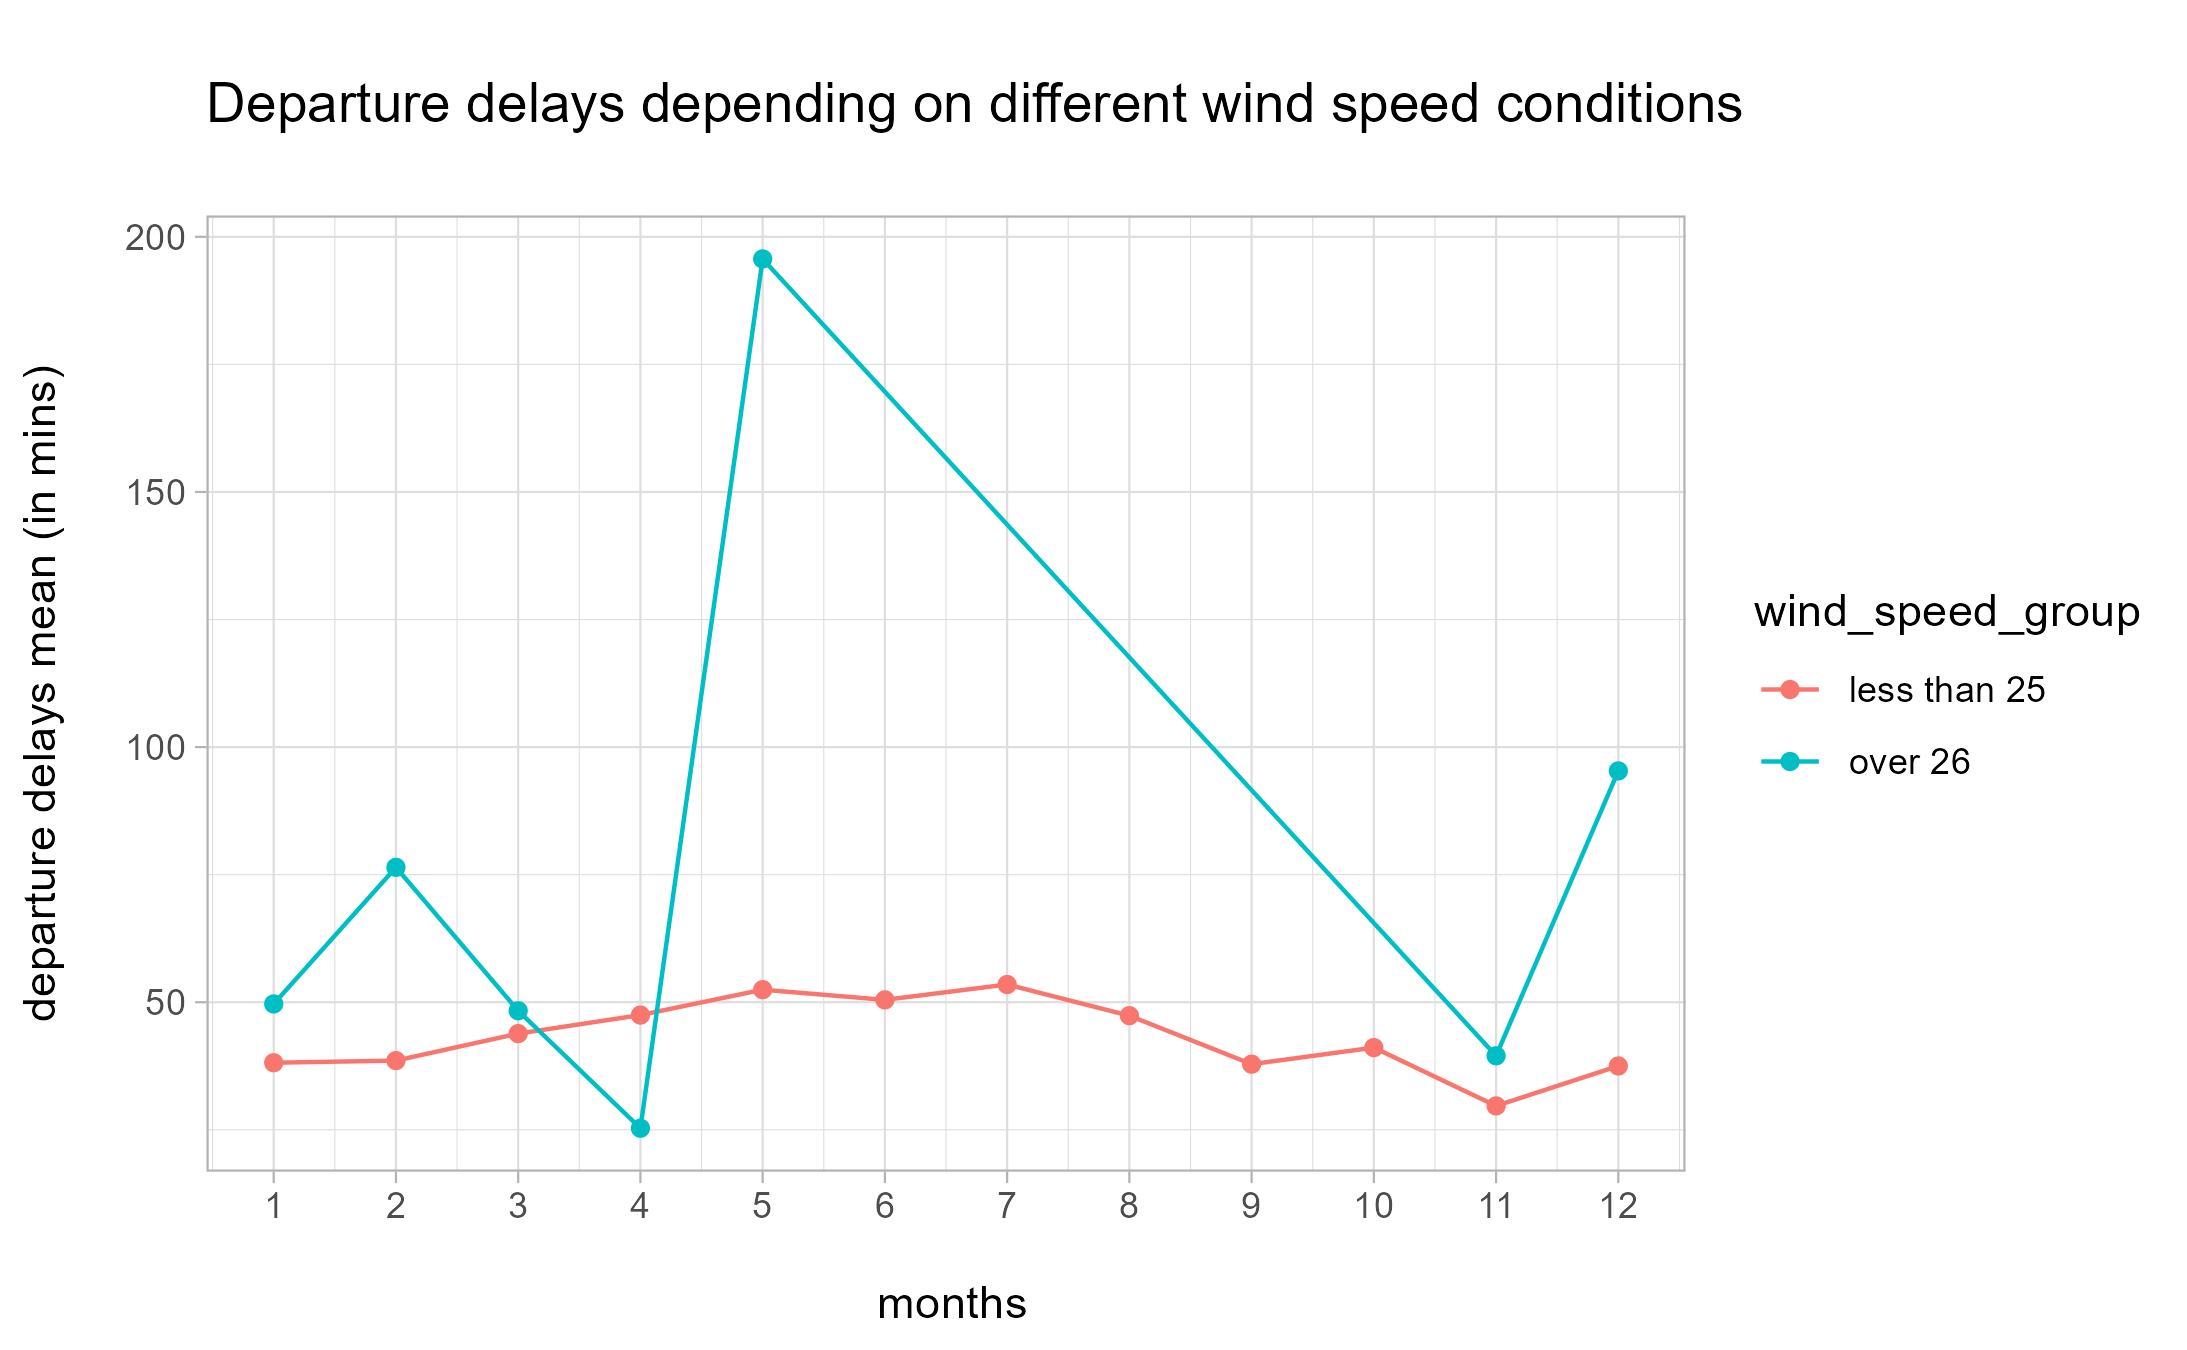 Departure delays depending on different wind speed conditions
departure delays mean (in mins)
200
150
100
50
1 2 3 4 5 6 7 8 9 10 11 12
months
wind_speed_group
less than 25
over 26